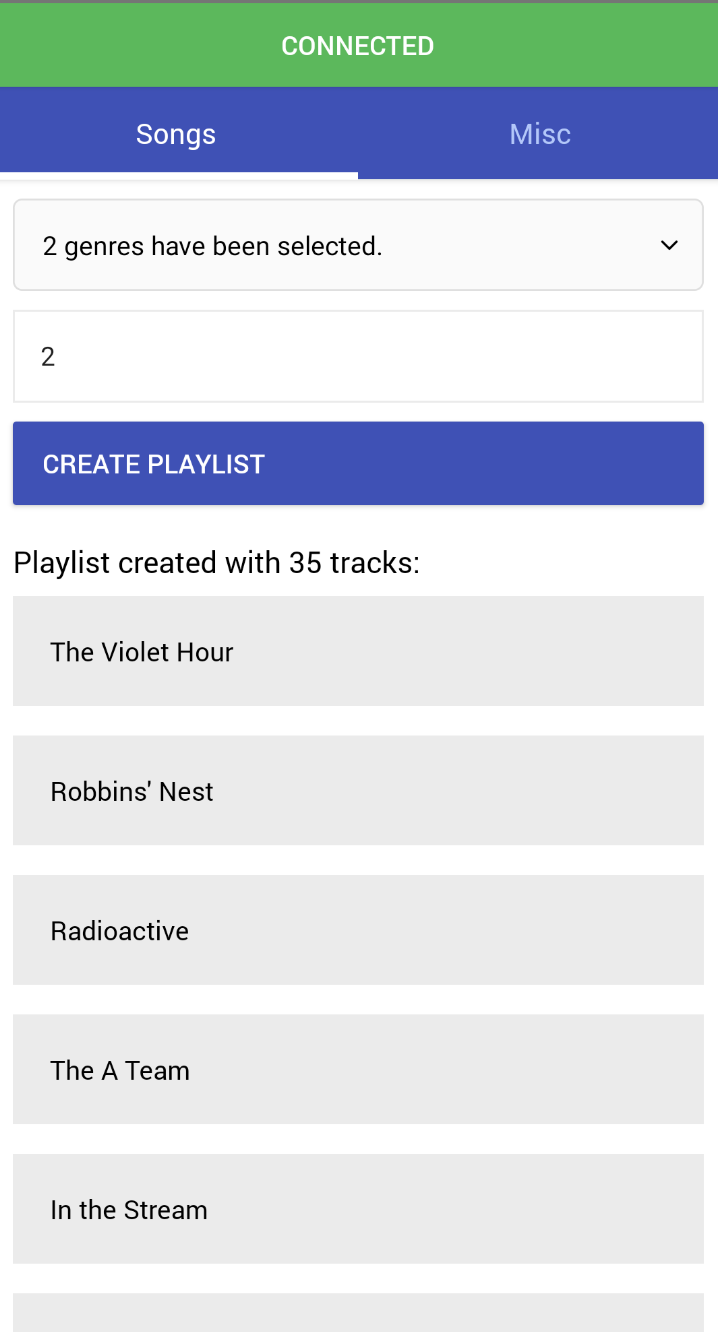 CONNECTED
Songs
Misc
2 genres have been selected.
2
CREATE PLAYLIST
Playlist created with 35 tracks:
The Violet Hour
Robbins' Nest
Radioactive
The A Team
In the Stream